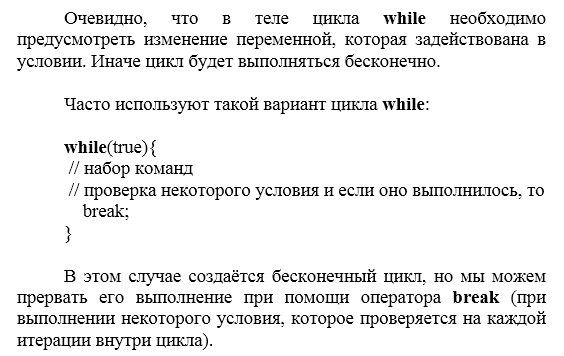 Очевидно, что в теле цикла while необходимо
предусмотреть изменение переменной, которая задействована в
условии. Иначе цикл будет выполняться бесконечно.
Часто используют такой вариант цикла while:
while(true){
// набор команд
// проверка некоторого условия и если оно выполнилось, то
break;
}
В этом случае создаётся бесконечный цикл, но мы можем
прервать его выполнение при помощи оператора break (при
выполнении некоторого условия, которое проверяется на каждой
итерации внутри цикла).